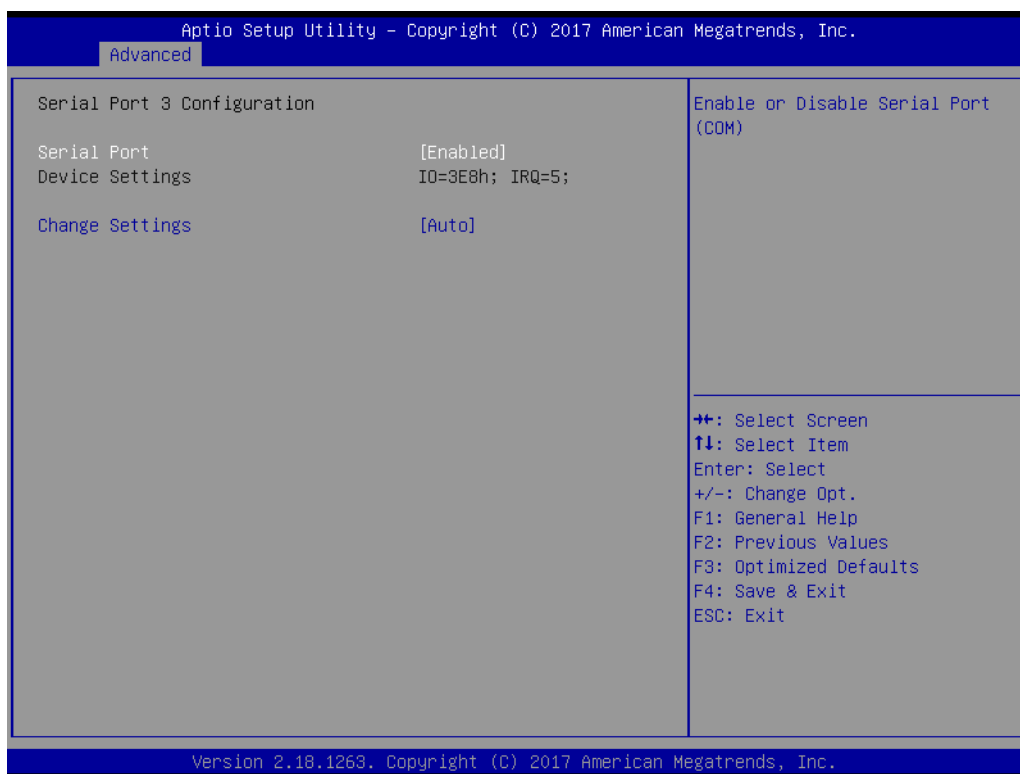 Aptio Setup Utility – Copyright (C) 2017 American Megatrends, Inc.
Advanced
Serial Port 3 Configuration
Serial Port [Enabled]
Device Settings IO=3E8h; IRQ=5;
Change Settings [Auto]
Enable or Disable Serial Port
(COM)
→←: Select Screen
↑↓: Select Item
Enter: Select
+/-: Change Opt.
F1: General Help
F2: Previous Values
F3: Optimized Defaults
F4: Save & Exit
ESC: Exit
Version 2.18.1263. Copyright (C) 2017 American Megatrends, Inc.